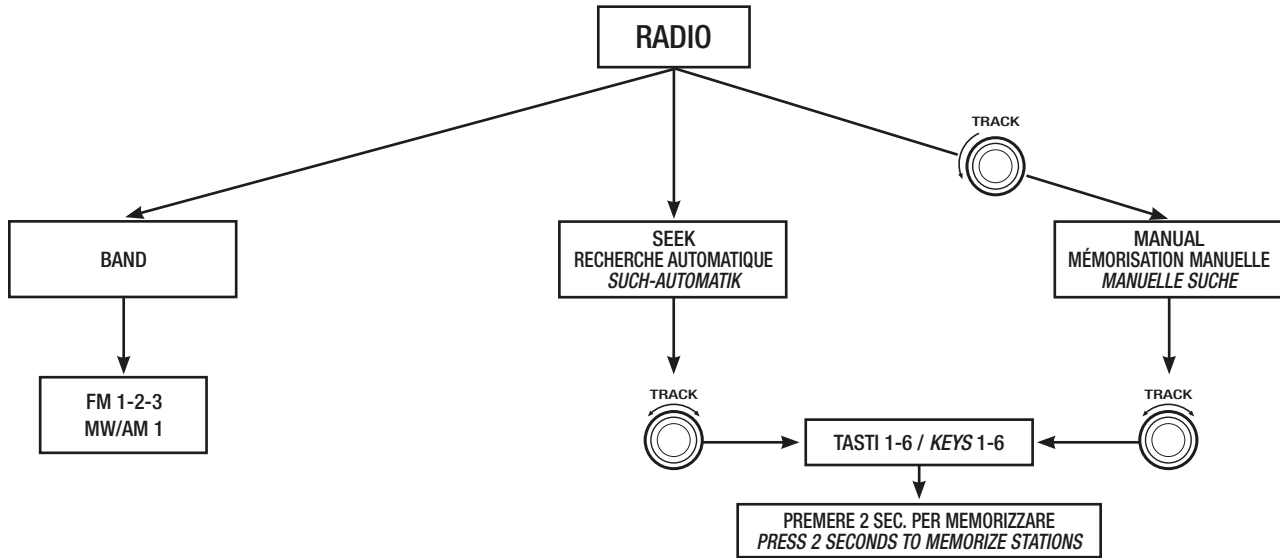 RADIO
TRACK
BAND
SEEK
RECHERCHE AUTOMATIQUE
SUCH-AUTOMATIK
MANUAL
MÉMORISATION MANUELLE
MANUELLE SUCHE
FM 1-2-3
MW/AM 1
TRACK
TRACK
TASTI 1-6 / KEYS 1-6
PREMERE 2 SEC. PER MEMORIZZARE
PRESS 2 SECONDS TO MEMORIZE STATIONS